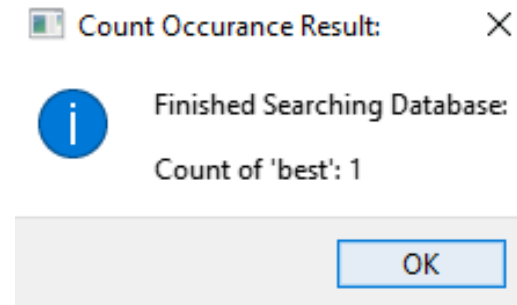 Count Occurance Result:
Finished Searching Database:
Count of 'best': 1
OK